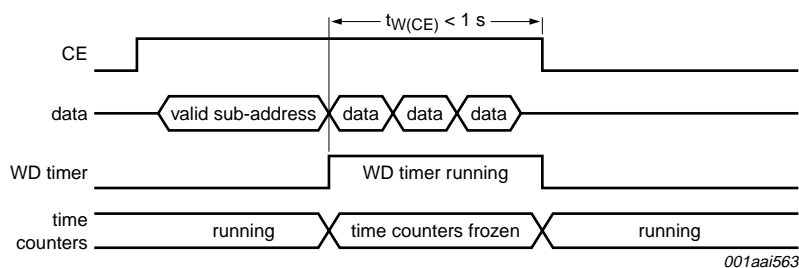 tW(CE) < 1 s
CE
data valid sub-address data data data
WD timer WD timer running
time
counters running time counters frozen running
001aai563